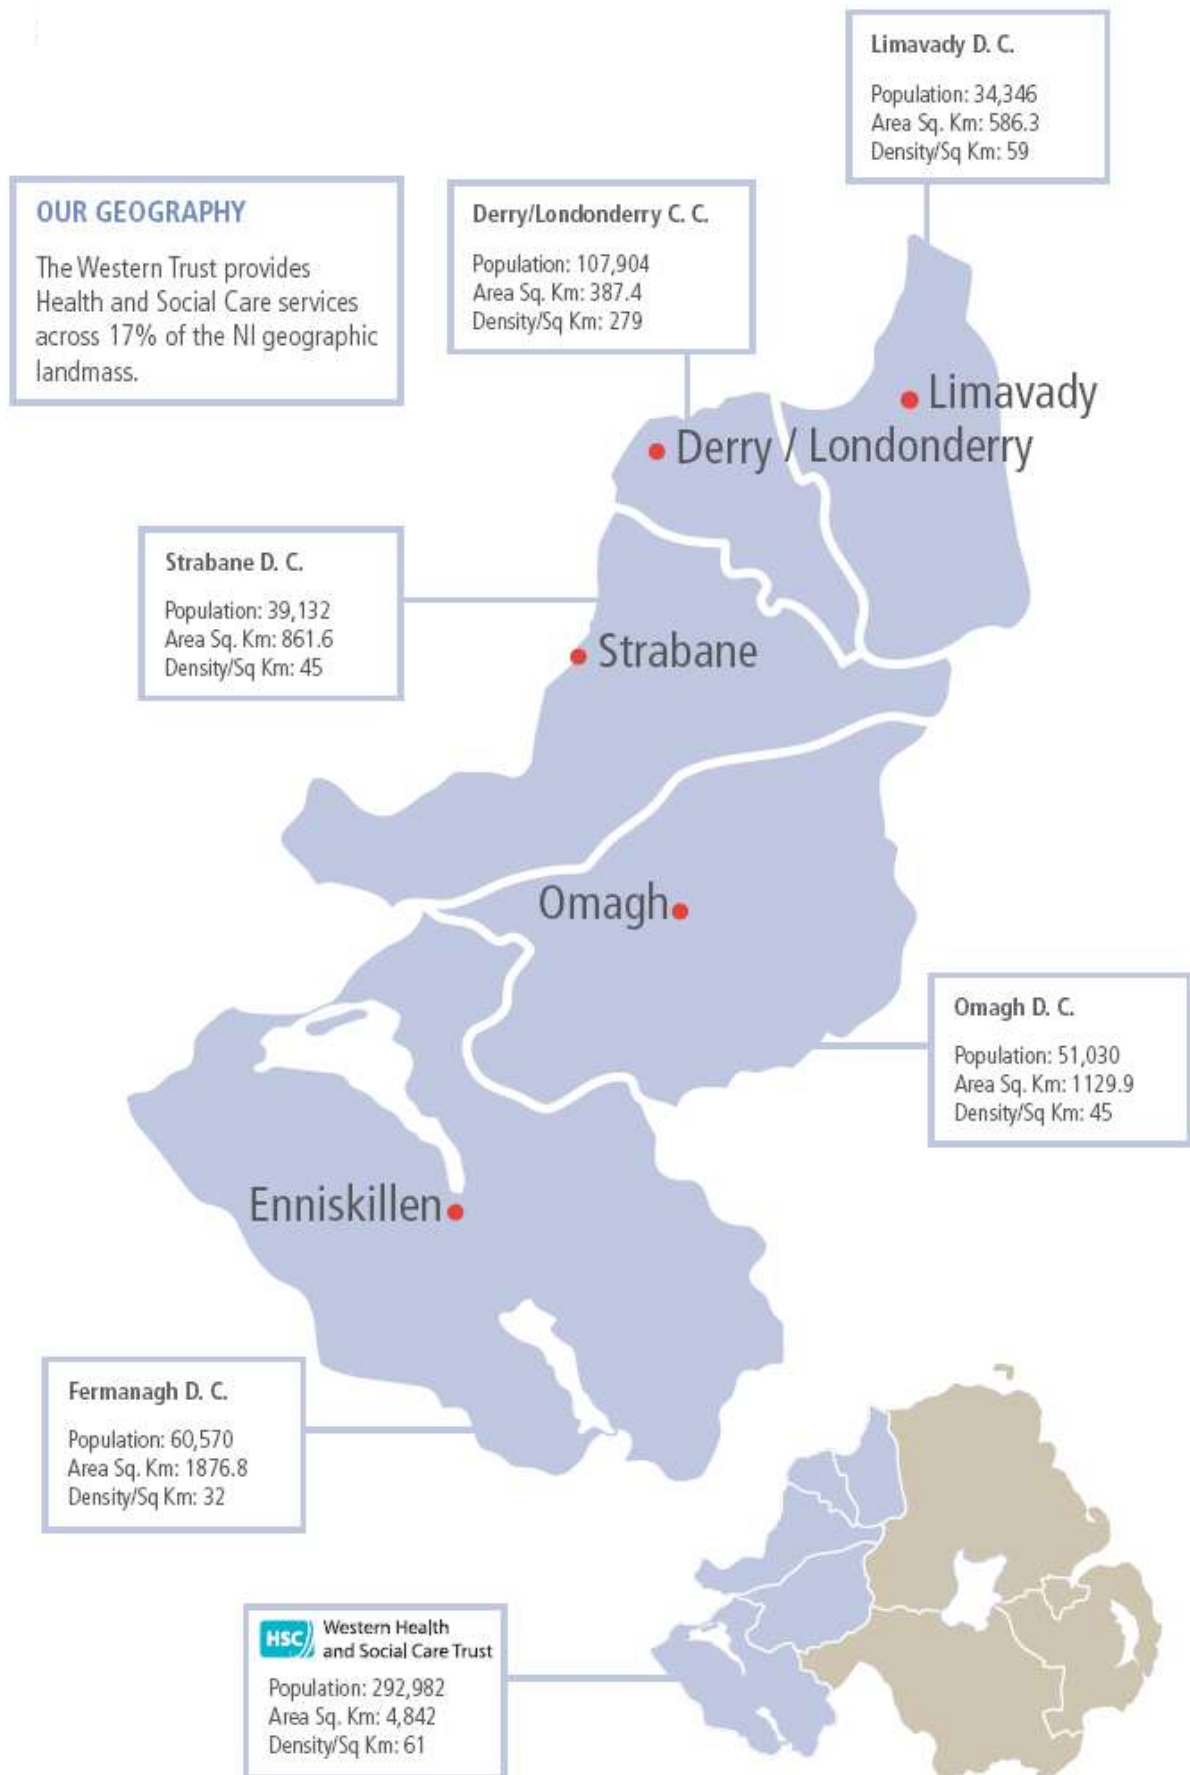 Limavady D. C.
Population: 34,346
Area Sq. Km: 586.3
Density/Sq Km: 59
OUR GEOGRAPHY
The Western Trust provides
Health and Social Care services
across 17% of the NI geographic
landmass.
Derry/Londonderry C. C.
Population: 107,904
Area Sq. Km: 387.4
Density/Sq Km: 279
Limavady
Derry / Londonderry
Strabane D. C.
Population: 39,132
Area Sq. Km: 861.6
Density/Sq Km: 45
Strabane
Omagh
Omagh D. C.
Population: 51,030
Area Sq. Km: 1129.9
Density/Sq Km: 45
Enniskillen
Fermanagh D. C.
Population: 60,570
Area Sq. Km: 1876.8
Density/Sq Km: 32
HSC Western Health
and Social Care Trust
Population: 292,982
Area Sq. Km: 4,842
Density/Sq Km: 61